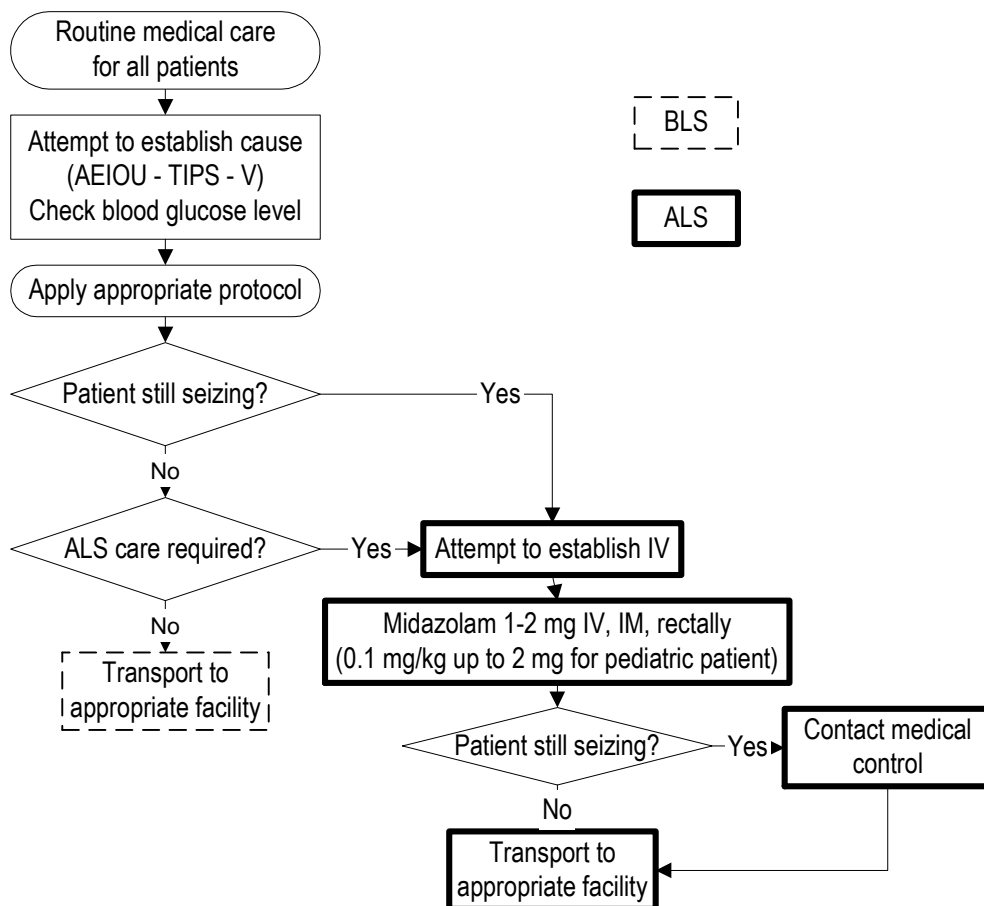 Routine medical care
for all patients
BLS
Attempt to establish cause
(AEIOU - TIPS - V)
Check blood glucose level
ALS
Apply appropriate protocol
Patient still seizing?
Yes
No
ALS care required?
Yes
Attempt to establish IV
No
Midazolam 1-2 mg IV, IM, rectally
(0.1 mg/kg up to 2 mg for pediatric patient)
Transport to
appropriate facility
Patient still seizing?
Yes
Contact medical
control
No
Transport to
appropriate facility